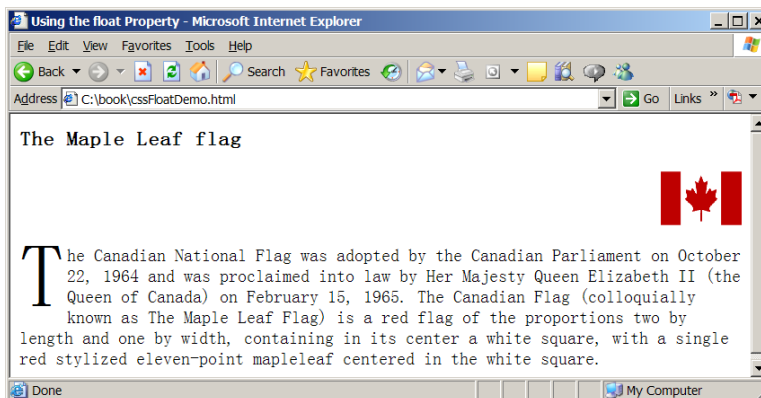 Using the float Property - Microsoft Internet Explorer
File Edit View Favorites Tools Help
Back Search Favorites
Address C:\book\cssFloatDemo.html Go Links »
The Maple Leaf flag
The Canadian National Flag was adopted by the Canadian Parliament on October
22, 1964 and was proclaimed into law by Her Majesty Queen Elizabeth II (the
Queen of Canada) on February 15, 1965. The Canadian Flag (colloquially
known as The Maple Leaf Flag) is a red flag of the proportions two by
length and one by width, containing in its center a white square, with a single
red stylized eleven-point mapleleaf centered in the white square.
Done My Computer